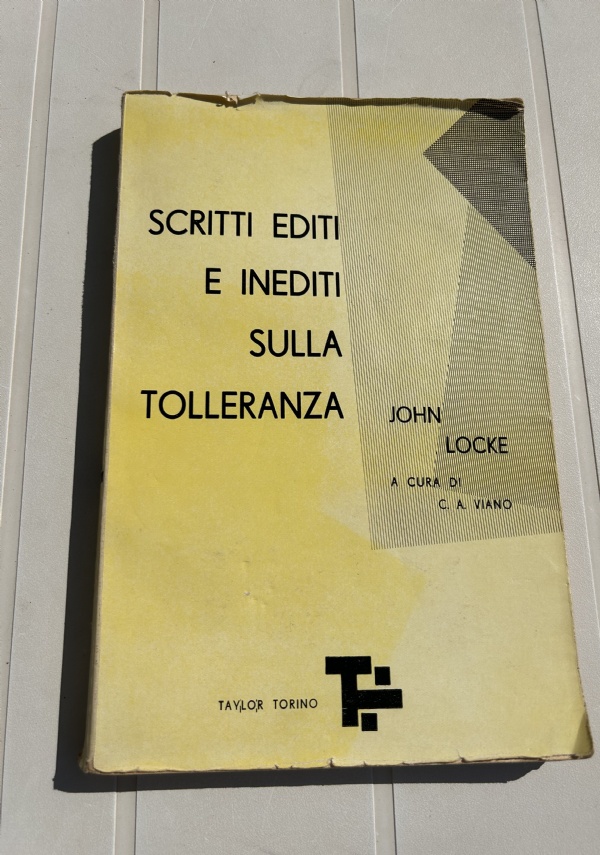 SCRITTI EDITI
E INEDITI
SULLA
TOLLERANZA
JOHN
LOCKE
A CURA DI
C. A. VIANO
TAYLOR TORINO